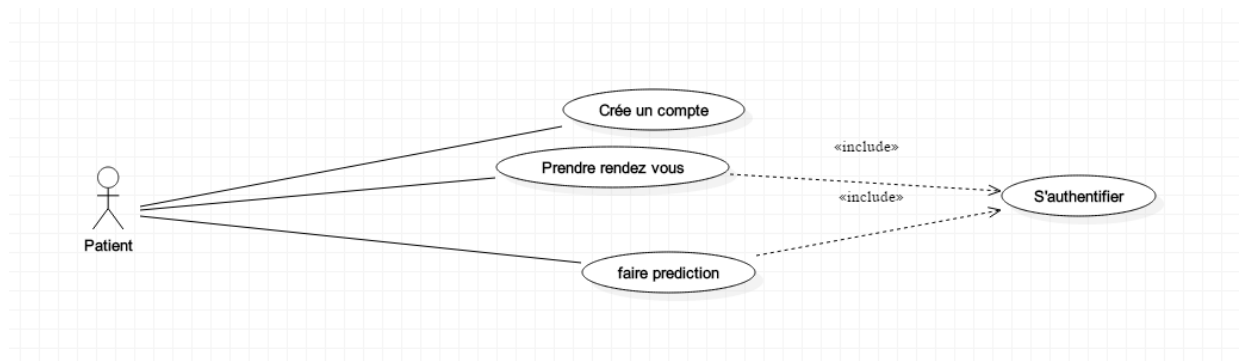 Crée un compte
«include»
Prendre rendez vous
«include»
S'authentifier
Patient
faire prediction